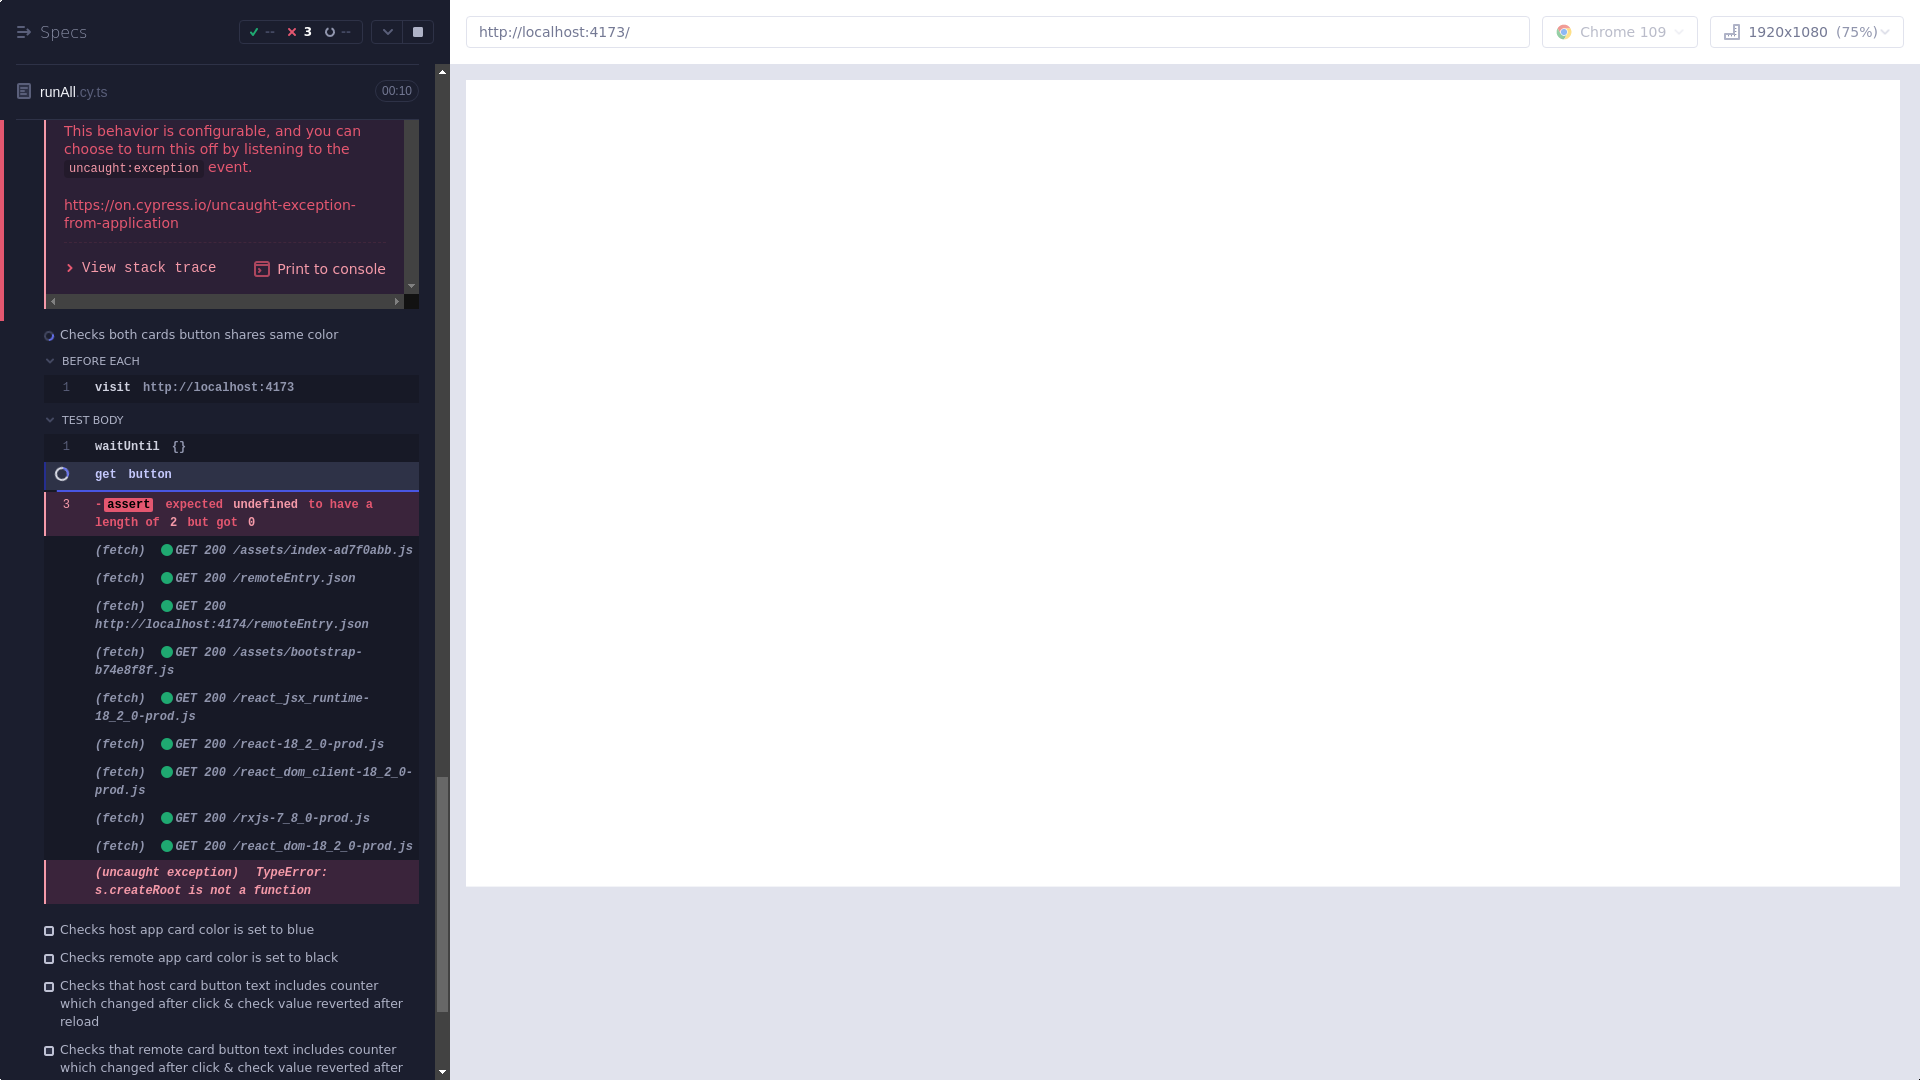 Specs
-- 3 --
http://localhost:4173/
Chrome 109
1920x1080 (75%)
runAll.cy.ts
00:10
This behavior is configurable, and you can
choose to turn this off by listening to the
uncaught:exception event.
https://on.cypress.io/uncaught-exception-
from-application
View stack trace
Print to console
Checks both cards button shares same color
BEFORE EACH
1 visit http://localhost:4173
TEST BODY
1 waitUntil {}
get button
3 -assert expected undefined to have a
length of 2 but got 0
(fetch) GET 200 /assets/index-ad7f0abb.js
(fetch) GET 200 /remoteEntry.json
(fetch) GET 200
http://localhost:4174/remoteEntry.json
(fetch) GET 200 /assets/bootstrap-
b74e8f8f.js
(fetch) GET 200 /react_jsx_runtime-
18_2_0-prod.js
(fetch) GET 200 /react-18_2_0-prod.js
(fetch) GET 200 /react_dom_client-18_2_0-
prod.js
(fetch) GET 200 /rxjs-7_8_0-prod.js
(fetch) GET 200 /react_dom-18_2_0-prod.js
(uncaught exception) TypeError:
s.createRoot is not a function
Checks host app card color is set to blue
Checks remote app card color is set to black
Checks that host card button text includes counter
which changed after click & check value reverted after
reload
Checks that remote card button text includes counter
which changed after click & check value reverted after